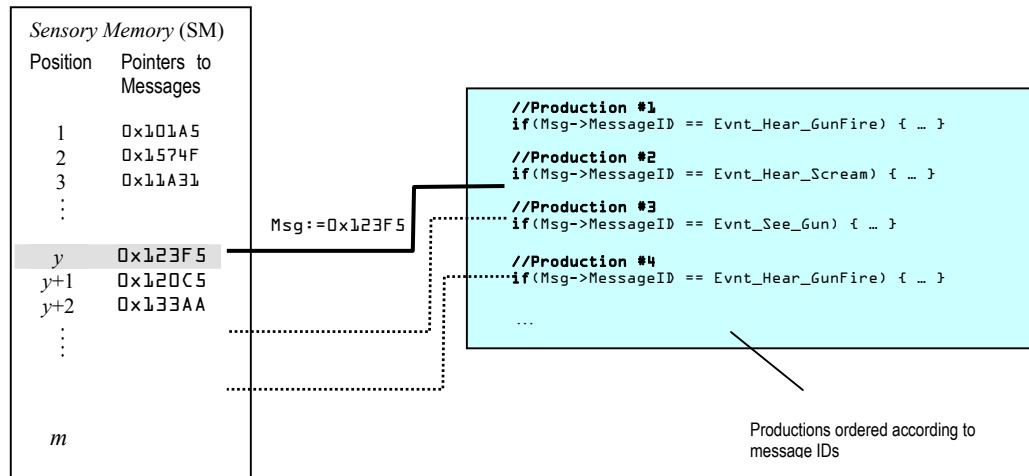 Sensory Memory (SM)
Position Pointers to
Messages
1 0x101A5
2 0x1574F
3 0x11A31
⋮
y 0x123F5
y+1 0x120C5
y+2 0x133AA
⋮
m
Msg:=0x123F5
//Production #1
if(Msg->MessageID == Evnt_Hear_GunFire) { … }
//Production #2
if(Msg->MessageID == Evnt_Hear_Scream) { … }
//Production #3
if(Msg->MessageID == Evnt_See_Gun) { … }
//Production #4
if(Msg->MessageID == Evnt_Hear_GunFire) { … }
...
Productions ordered according to
message IDs